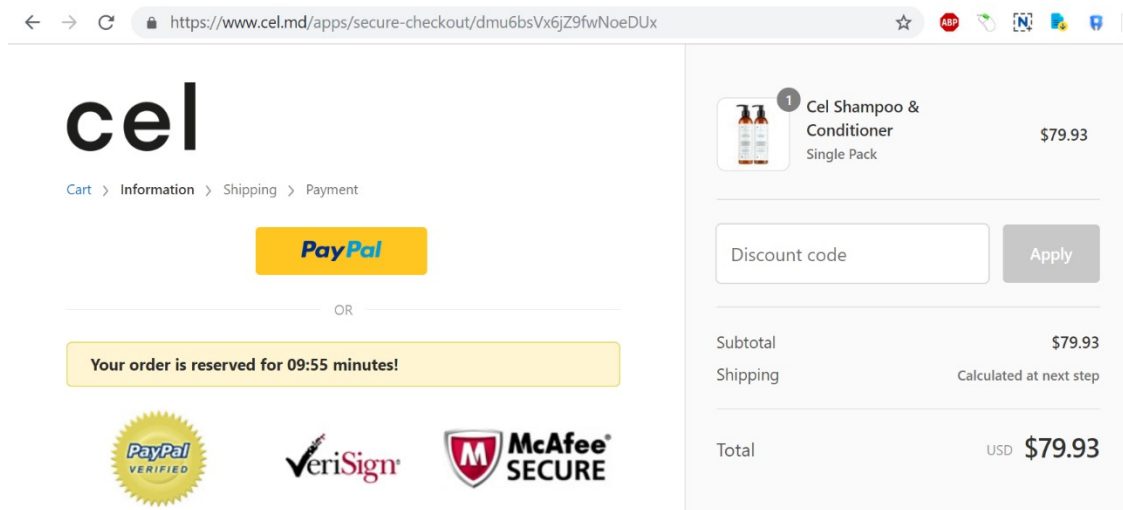 https://www.cel.md/apps/secure-checkout/dmu6bsVx6jZ9fwNoeDUx
ABP
N
cel
Cart > Information > Shipping > Payment
PayPal
OR
Your order is reserved for 09:55 minutes!
PayPal
VERIFIED
VeriSign
M
McAfee®
SECURE
1
Cel Shampoo &
Conditioner
Single Pack
$79.93
Discount code
Apply
Subtotal $79.93
Shipping Calculated at next step
Total USD $79.93